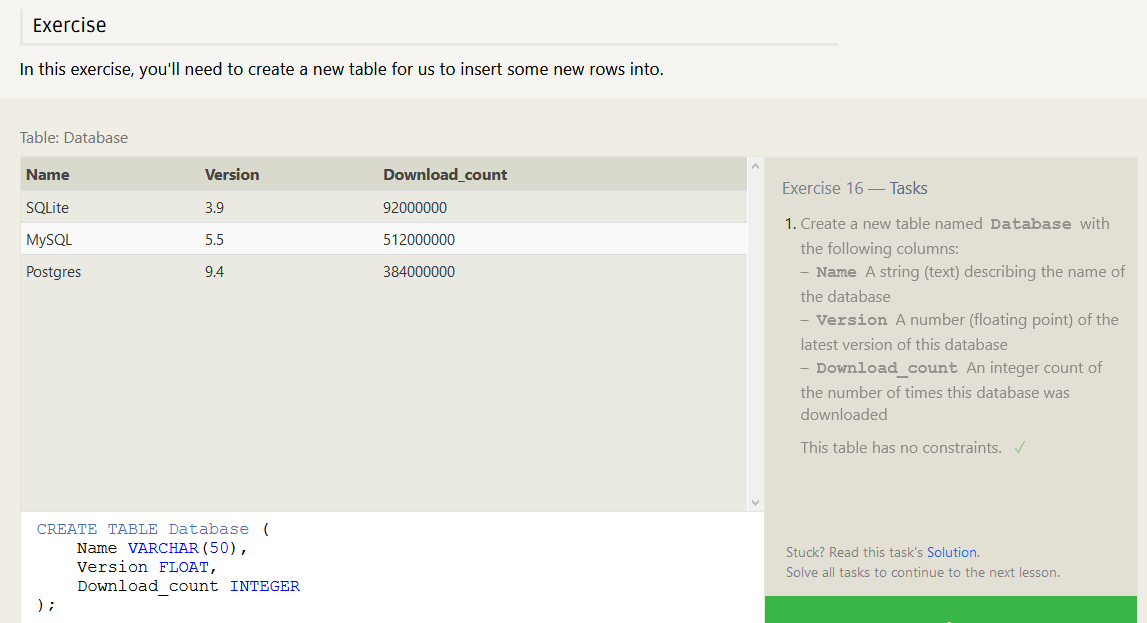 Exercise
In this exercise, you'll need to create a new table for us to insert some new rows into.
Table: Database
Name Version Download_count
SQLite 3.9 92000000
MySQL 5.5 512000000
Postgres 9.4 384000000
CREATE TABLE Database (
    Name VARCHAR(50),
    Version FLOAT,
    Download_count INTEGER
);
Exercise 16 — Tasks
1. Create a new table named Database with
the following columns:
– Name A string (text) describing the name of
the database
– Version A number (floating point) of the
latest version of this database
– Download_count An integer count of
the number of times this database was
downloaded
This table has no constraints. ✓
Stuck? Read this task's Solution.
Solve all tasks to continue to the next lesson.